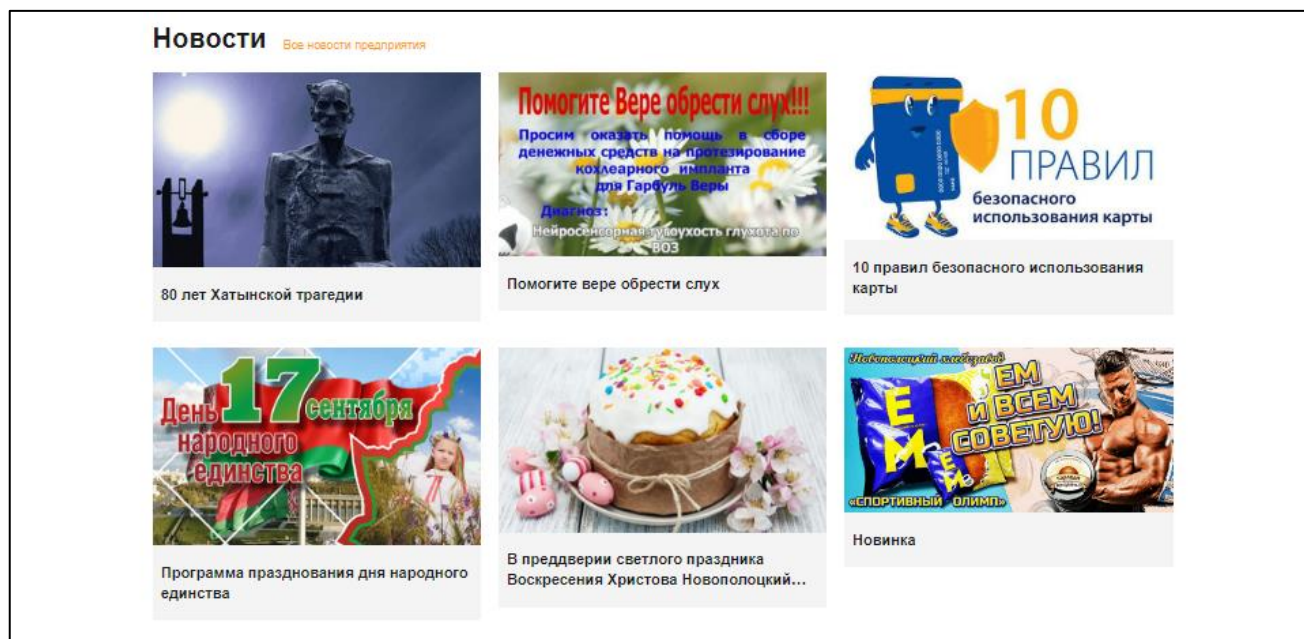 Новости
Все новости предприятия
80 лет Хатынской трагедии
Помогите Вере обрести слух!!!
Просим оказать помощь в сборе
денежных средств на протезирование
кохлеарного импланта
для Гарбуль Веры
Диагноз:
Нейросенсорная тугоухость глухота по
ВОЗ
Помогите вере обрести слух
10
ПРАВИЛ
безопасного
использования карты
10 правил безопасного использования
карты
День 17 сентября
народного
единства
Программа празднования дня народного
единства
В преддверии светлого праздника
Воскресения Христова Новополоцкий...
Новополоцкий хлебозавод
ЕМ
И ВСЕМ
СОВЕТУЮ!
ЕМ
ЕМ
«СПОРТИВНЫЙ ОЛИМП»
Новинка